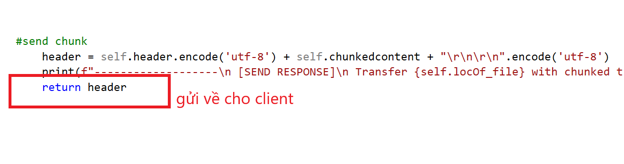 #send chunk
header = self.header.encode('utf-8') + self.chunkedcontent + "\r\n\r\n".encode('utf-8')
print(f"-------------------\n [SEND RESPONSE]\n Transfer {self.locOf_file} with chunked t
return header
gửi về cho client